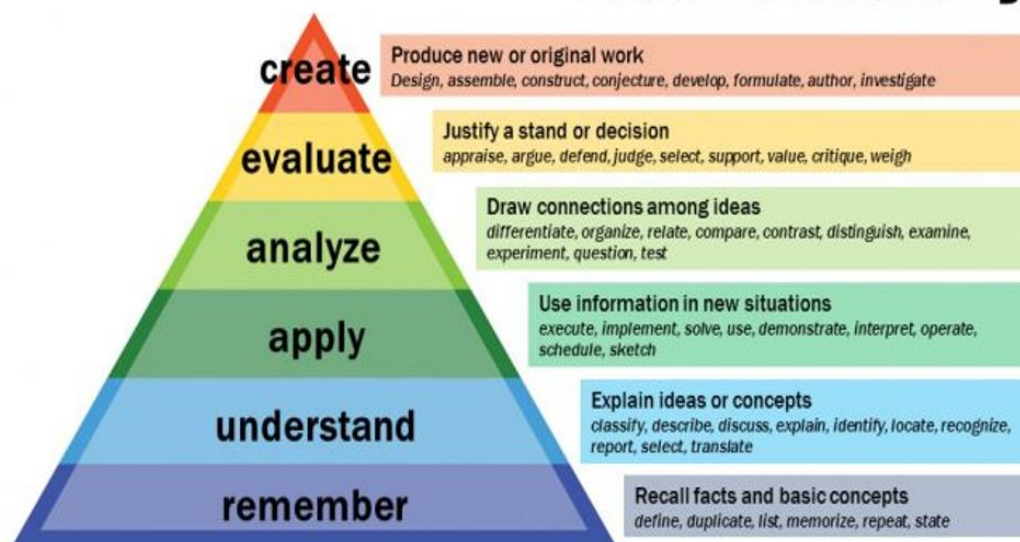 create
Produce new or original work
Design, assemble, construct, conjecture, develop, formulate, author, investigate
evaluate
Justify a stand or decision
appraise, argue, defend, judge, select, support, value, critique, weigh
analyze
Draw connections among ideas
differentiate, organize, relate, compare, contrast, distinguish, examine,
experiment, question, test
apply
Use information in new situations
execute, implement, solve, use, demonstrate, interpret, operate,
schedule, sketch
understand
Explain ideas or concepts
classify, describe, discuss, explain, identify, locate, recognize,
report, select, translate
remember
Recall facts and basic concepts
define, duplicate, list, memorize, repeat, state